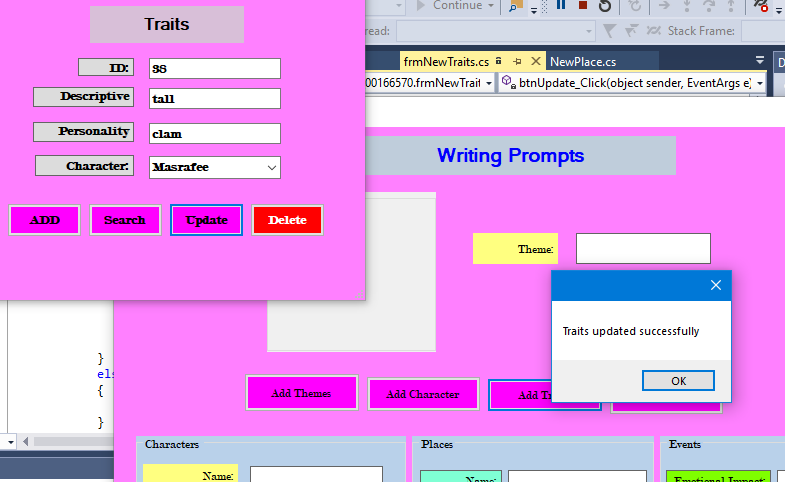 Continue
Traits
read:
Stack Frame:
ID:
38
frmNewTraits.cs
NewPlace.cs
D
00166570.frmNewTrait
btnUpdate_Click(object sender, EventArgs e)
Descriptive
tall
Personality
clam
Character:
Masrafee
Writing Prompts
ADD
Search
Update
Delete
Theme:
Traits updated successfully
OK
}
els
{
}
Add Themes
Add Character
Add Tr
Characters
Places
Events
Name:
Name:
Emotional Impact: